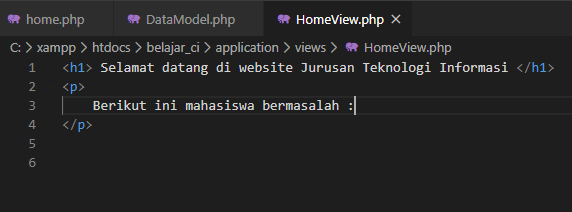 home.php DataModel.php HomeView.php ×
C: > xampp > htdocs > belajar_ci > application > views > HomeView.php
1 <h1> Selamat datang di website Jurusan Teknologi Informasi </h1>
2 <p>
3 Berikut ini mahasiswa bermasalah :
4 </p>
5
6